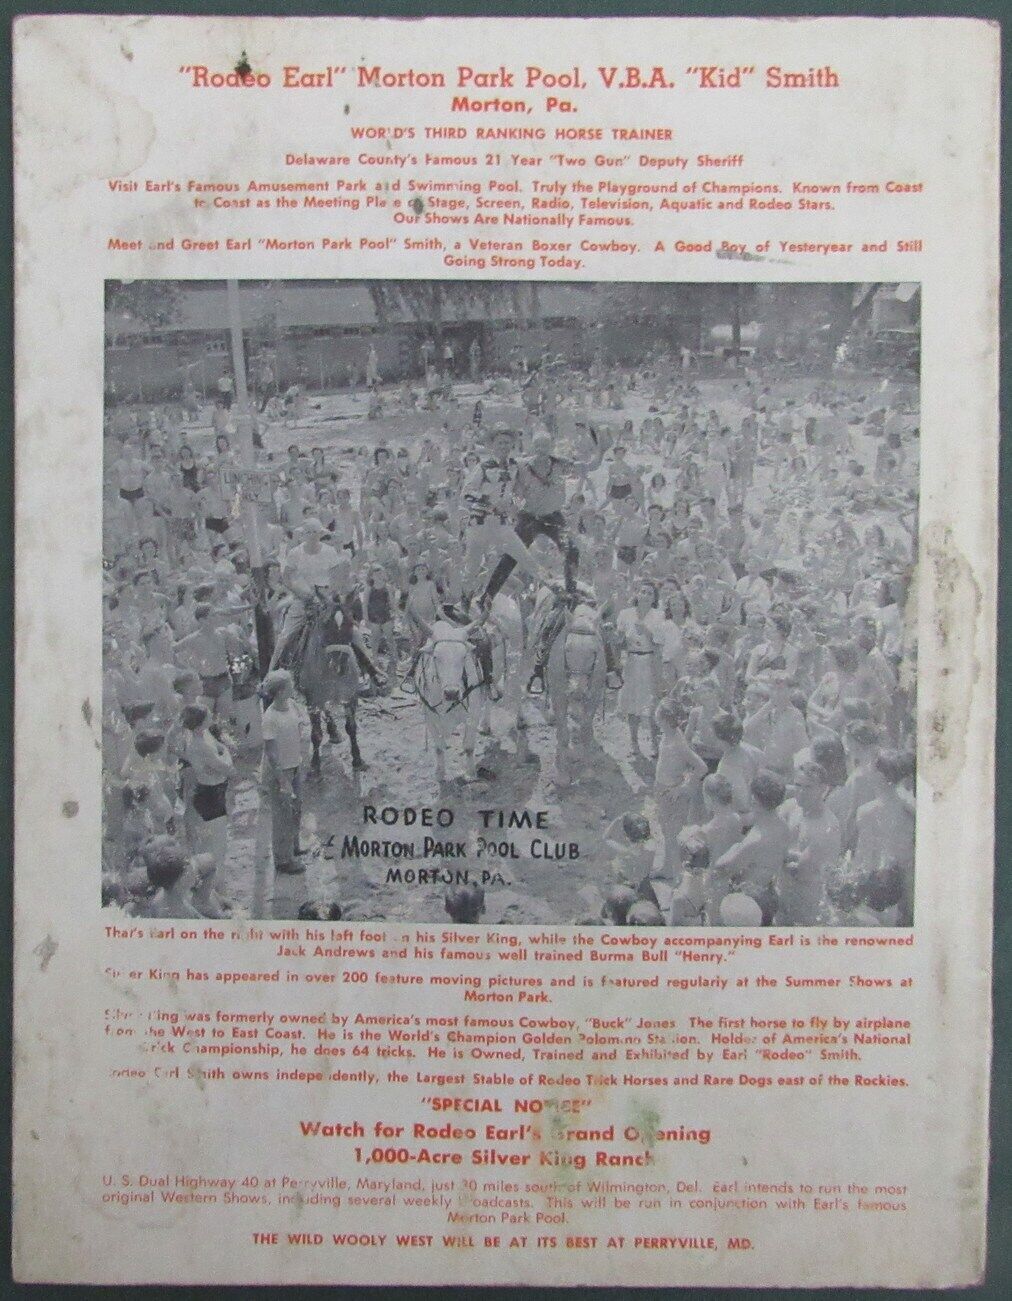 "Rodeo Earl" Morton Park Pool, V.B.A. "Kid" Smith
Morton, Pa.
WORLD'S THIRD RANKING HORSE TRAINER
Delaware County's Famous 21 Year "Two Gun" Deputy Sheriff
Visit Earl's Famous Amusement Park and Swimming Pool. Truly the Playground of Champions. Known from Coast
to Coast as the Meeting Place of Stage, Screen, Radio, Television, Aquatic and Rodeo Stars.
Our Shows Are Nationally Famous.
Meet and Greet Earl "Morton Park Pool" Smith, a Veteran Boxer Cowboy. A Good Boy of Yesteryear and Still
Going Strong Today.
RODEO TIME
at MORTON PARK POOL CLUB
MORTON, PA.
That's Earl on the right with his left foot on his Silver King, while the Cowboy accompanying Earl is the renowned
Jack Andrews and his famous well trained Burma Bull "Henry."
Silver King has appeared in over 200 feature moving pictures and is featured regularly at the Summer Shows at
Morton Park.
Silver King was formerly owned by America's most famous Cowboy, "Buck" Jones The first horse to fly by airplane
from the West to East Coast. He is the World's Champion Golden Palomino Stallion. Holder of America's National
Trick Championship, he does 64 tricks. He is Owned, Trained and Exhibited by Earl "Rodeo" Smith.
Rodeo Earl Smith owns independently, the Largest Stable of Rodeo Trick Horses and Rare Dogs east of the Rockies.
"SPECIAL NOTICE"
Watch for Rodeo Earl's Grand Opening
1,000-Acre Silver King Ranch
U. S. Dual Highway 40 at Perryville, Maryland, just 30 miles south of Wilmington, Del. Earl intends to run the most
original Western Shows, including several weekly broadcasts. This will be run in conjunction with Earl's famous
Morton Park Pool.
THE WILD WOOLY WEST WILL BE AT ITS BEST AT PERRYVILLE, MD.